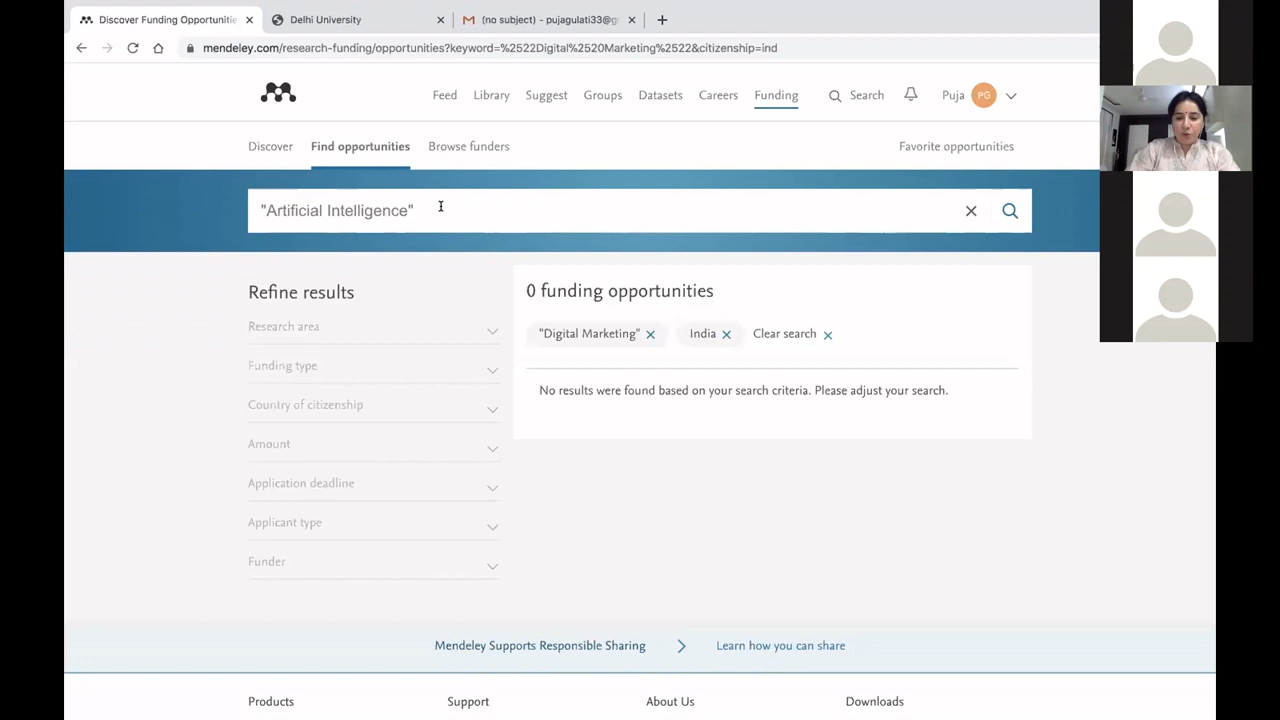 Discover Funding Opportunitie
Delhi University
(no subject) - pujagulati33@g
mendeley.com/research-funding/opportunities?keyword=%2522Digital%2520Marketing%2522&citizenship=ind
Feed Library Suggest Groups Datasets Careers Funding Search Puja PG
Discover Find opportunities Browse funders Favorite opportunities
"Artificial Intelligence"
Refine results
Research area
Funding type
Country of citizenship
Amount
Application deadline
Applicant type
Funder
0 funding opportunities
"Digital Marketing" India Clear search
No results were found based on your search criteria. Please adjust your search.
Mendeley Supports Responsible Sharing Learn how you can share
Products Support About Us Downloads